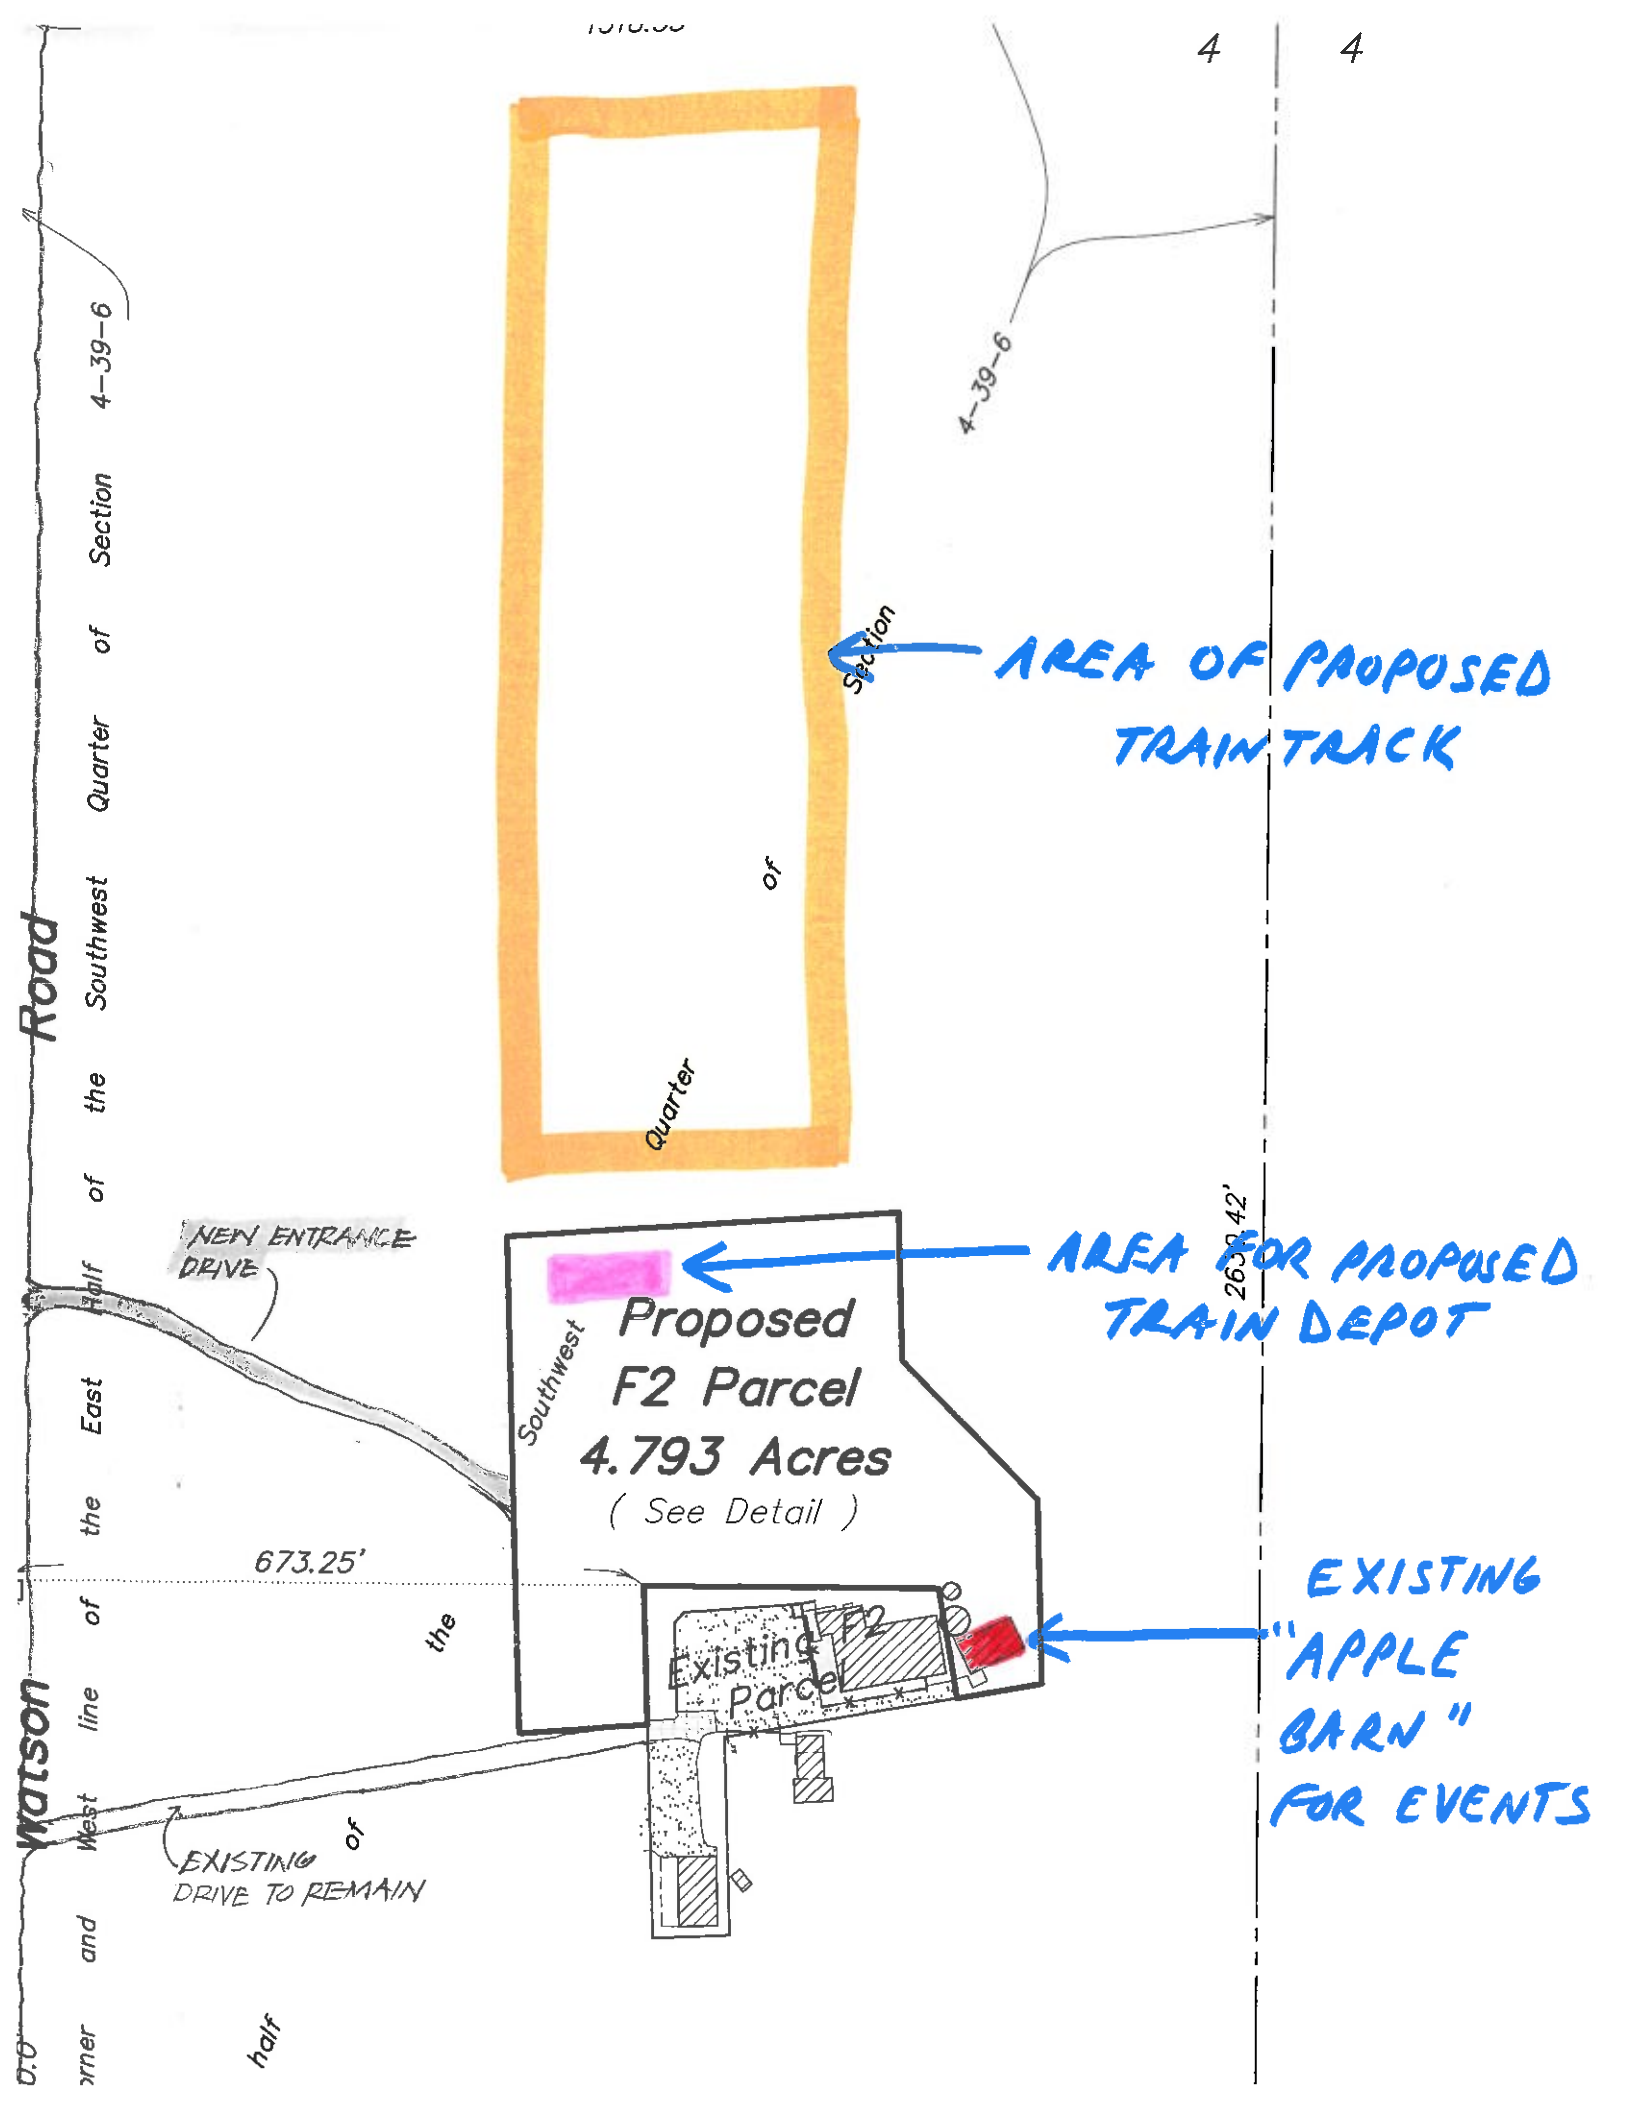 4 4
4-39-6
4-39-6
Section
of
Quarter
Southwest
the
of
half
AREA OF PROPOSED
TRAIN TRACK
Watson Road
and West line of the East Half of the Southwest Quarter of Section 4-39-6
NEW ENTRANCE
DRIVE
AREA FOR PROPOSED
TRAIN DEPOT
Proposed
F2 Parcel
4.793 Acres
( See Detail )
673.25'
Existing F2
Parcel
EXISTING
"APPLE
BARN"
FOR EVENTS
EXISTING
DRIVE TO REMAIN